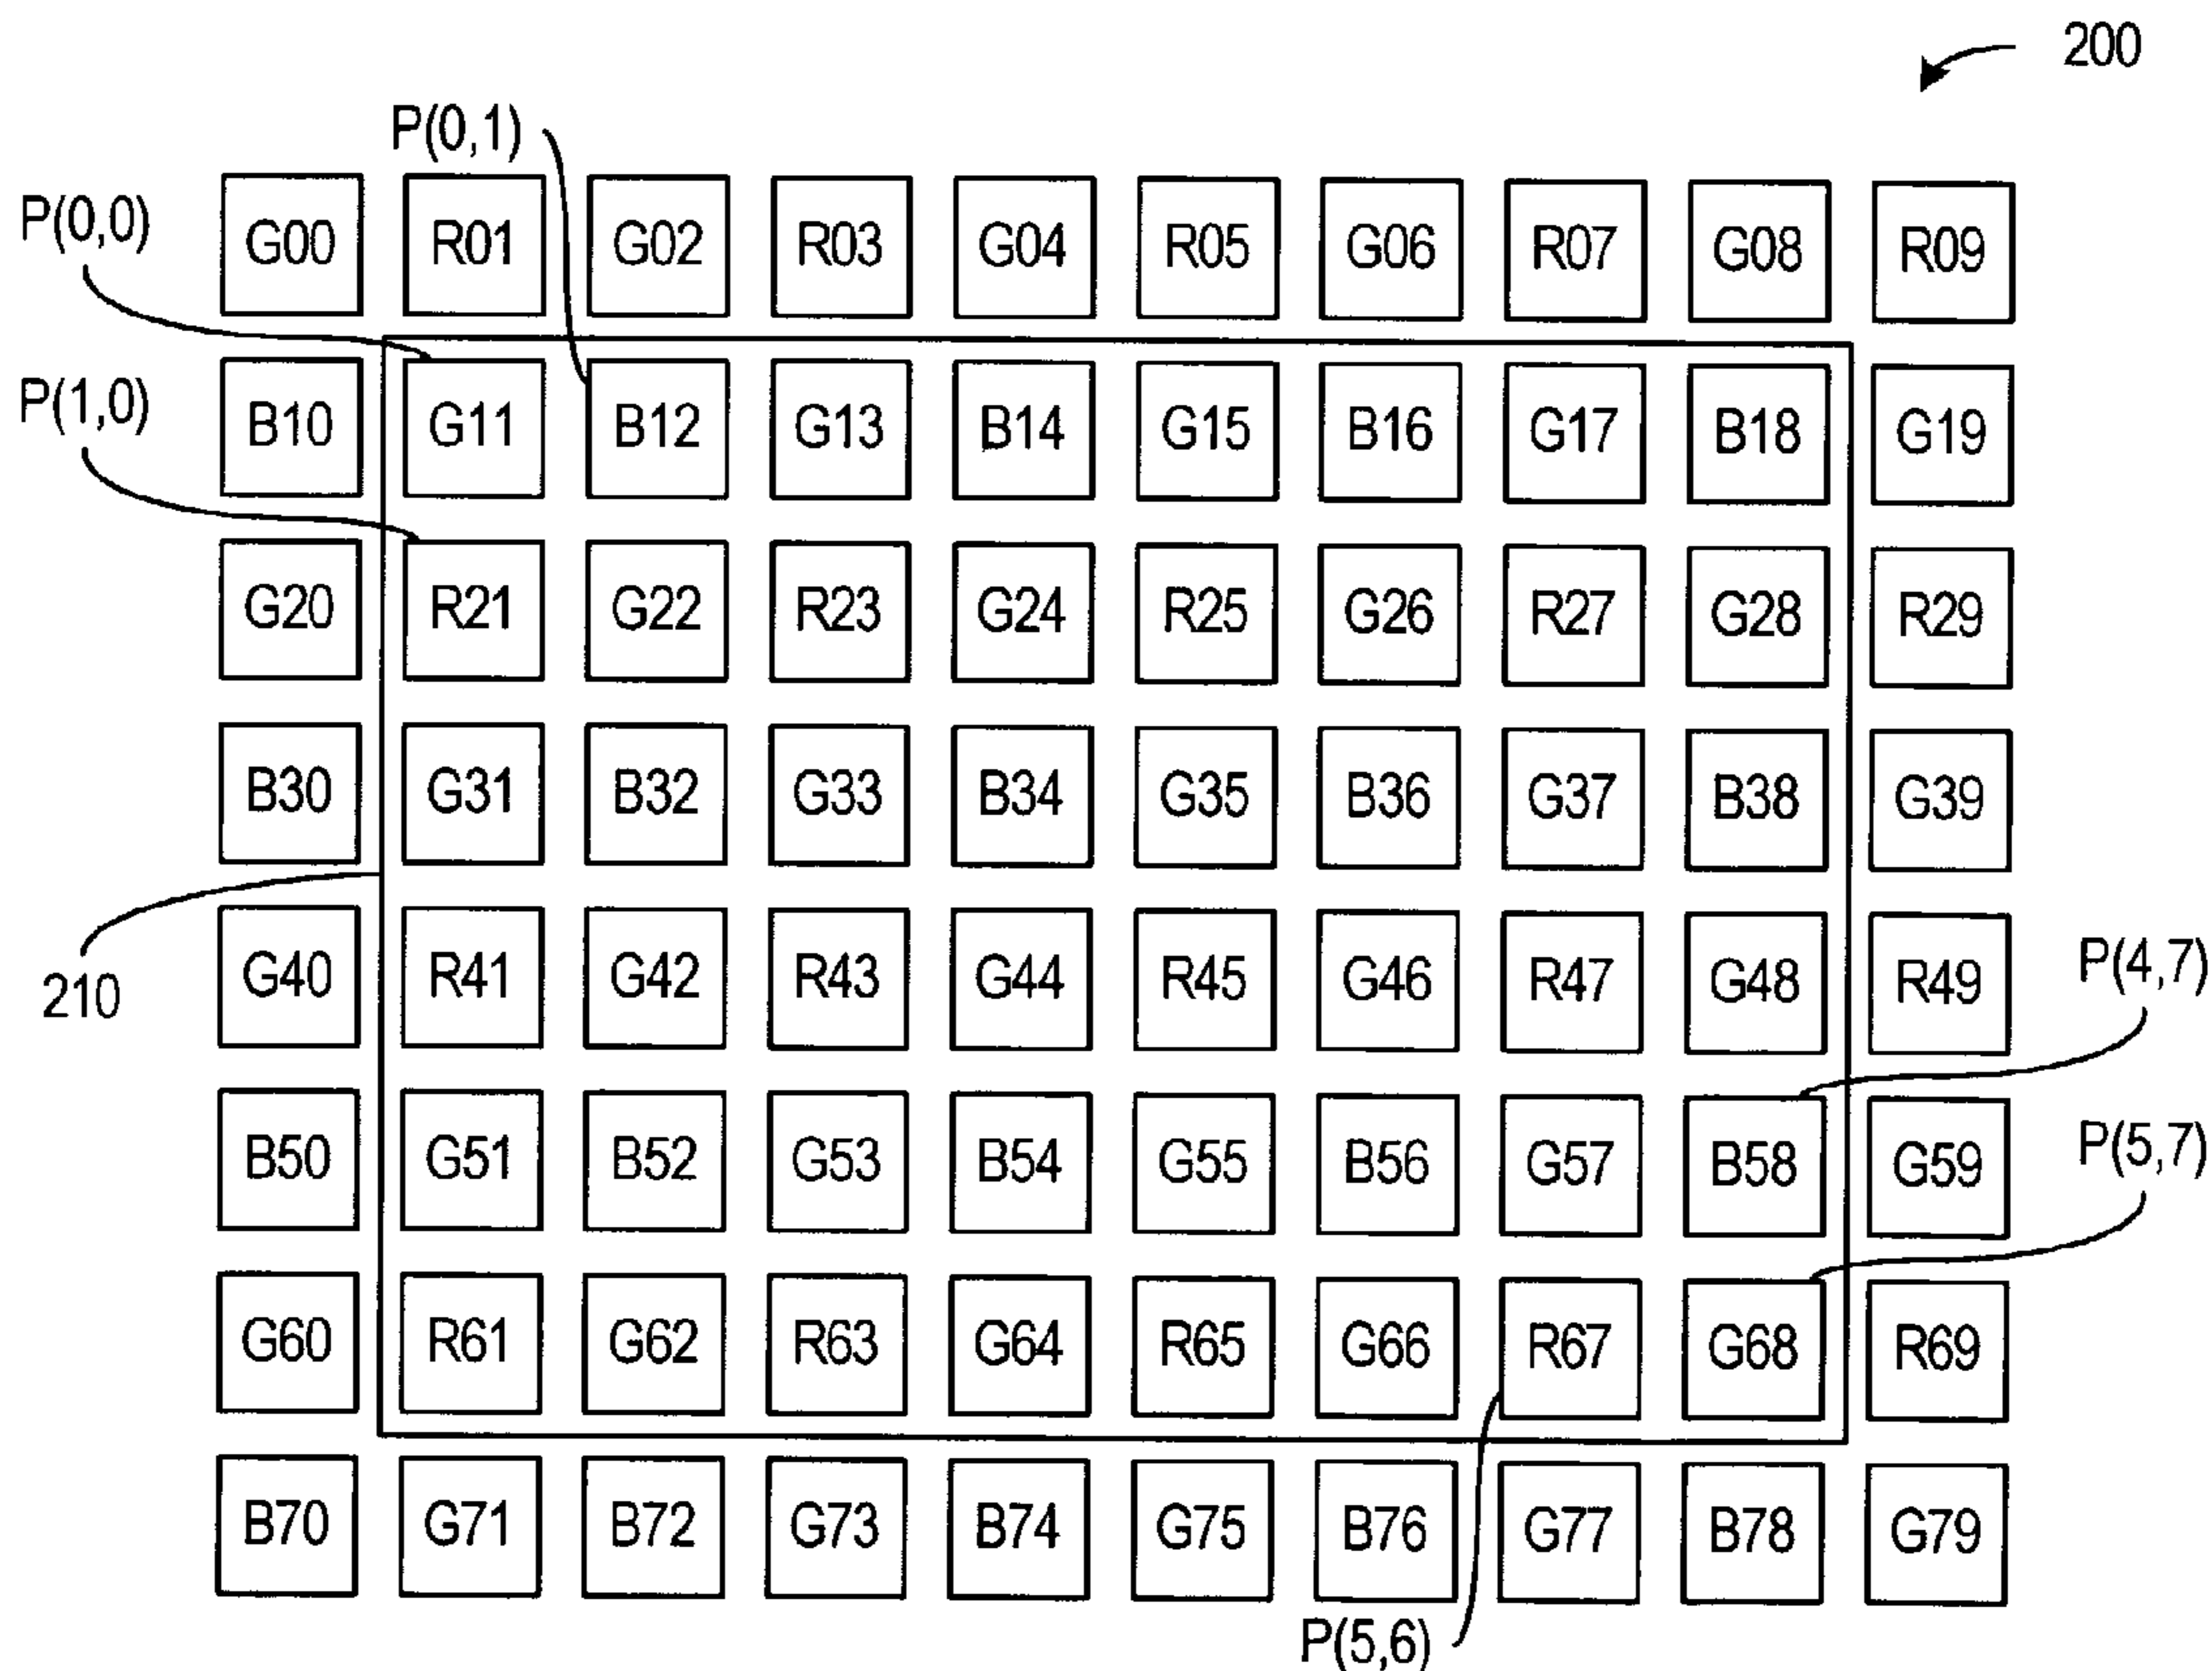 200
P(0,1)
P(0,0)
G00 R01 G02 R03 G04 R05 G06 R07 G08 R09
P(1,0)
B10 G11 B12 G13 B14 G15 B16 G17 B18 G19
G20 R21 G22 R23 G24 R25 G26 R27 G28 R29
B30 G31 B32 G33 B34 G35 B36 G37 B38 G39
210
G40 R41 G42 R43 G44 R45 G46 R47 G48 R49
P(4,7)
B50 G51 B52 G53 B54 G55 B56 G57 B58 G59
P(5,7)
G60 R61 G62 R63 G64 R65 G66 R67 G68 R69
B70 G71 B72 G73 B74 G75 B76 G77 B78 G79
P(5,6)